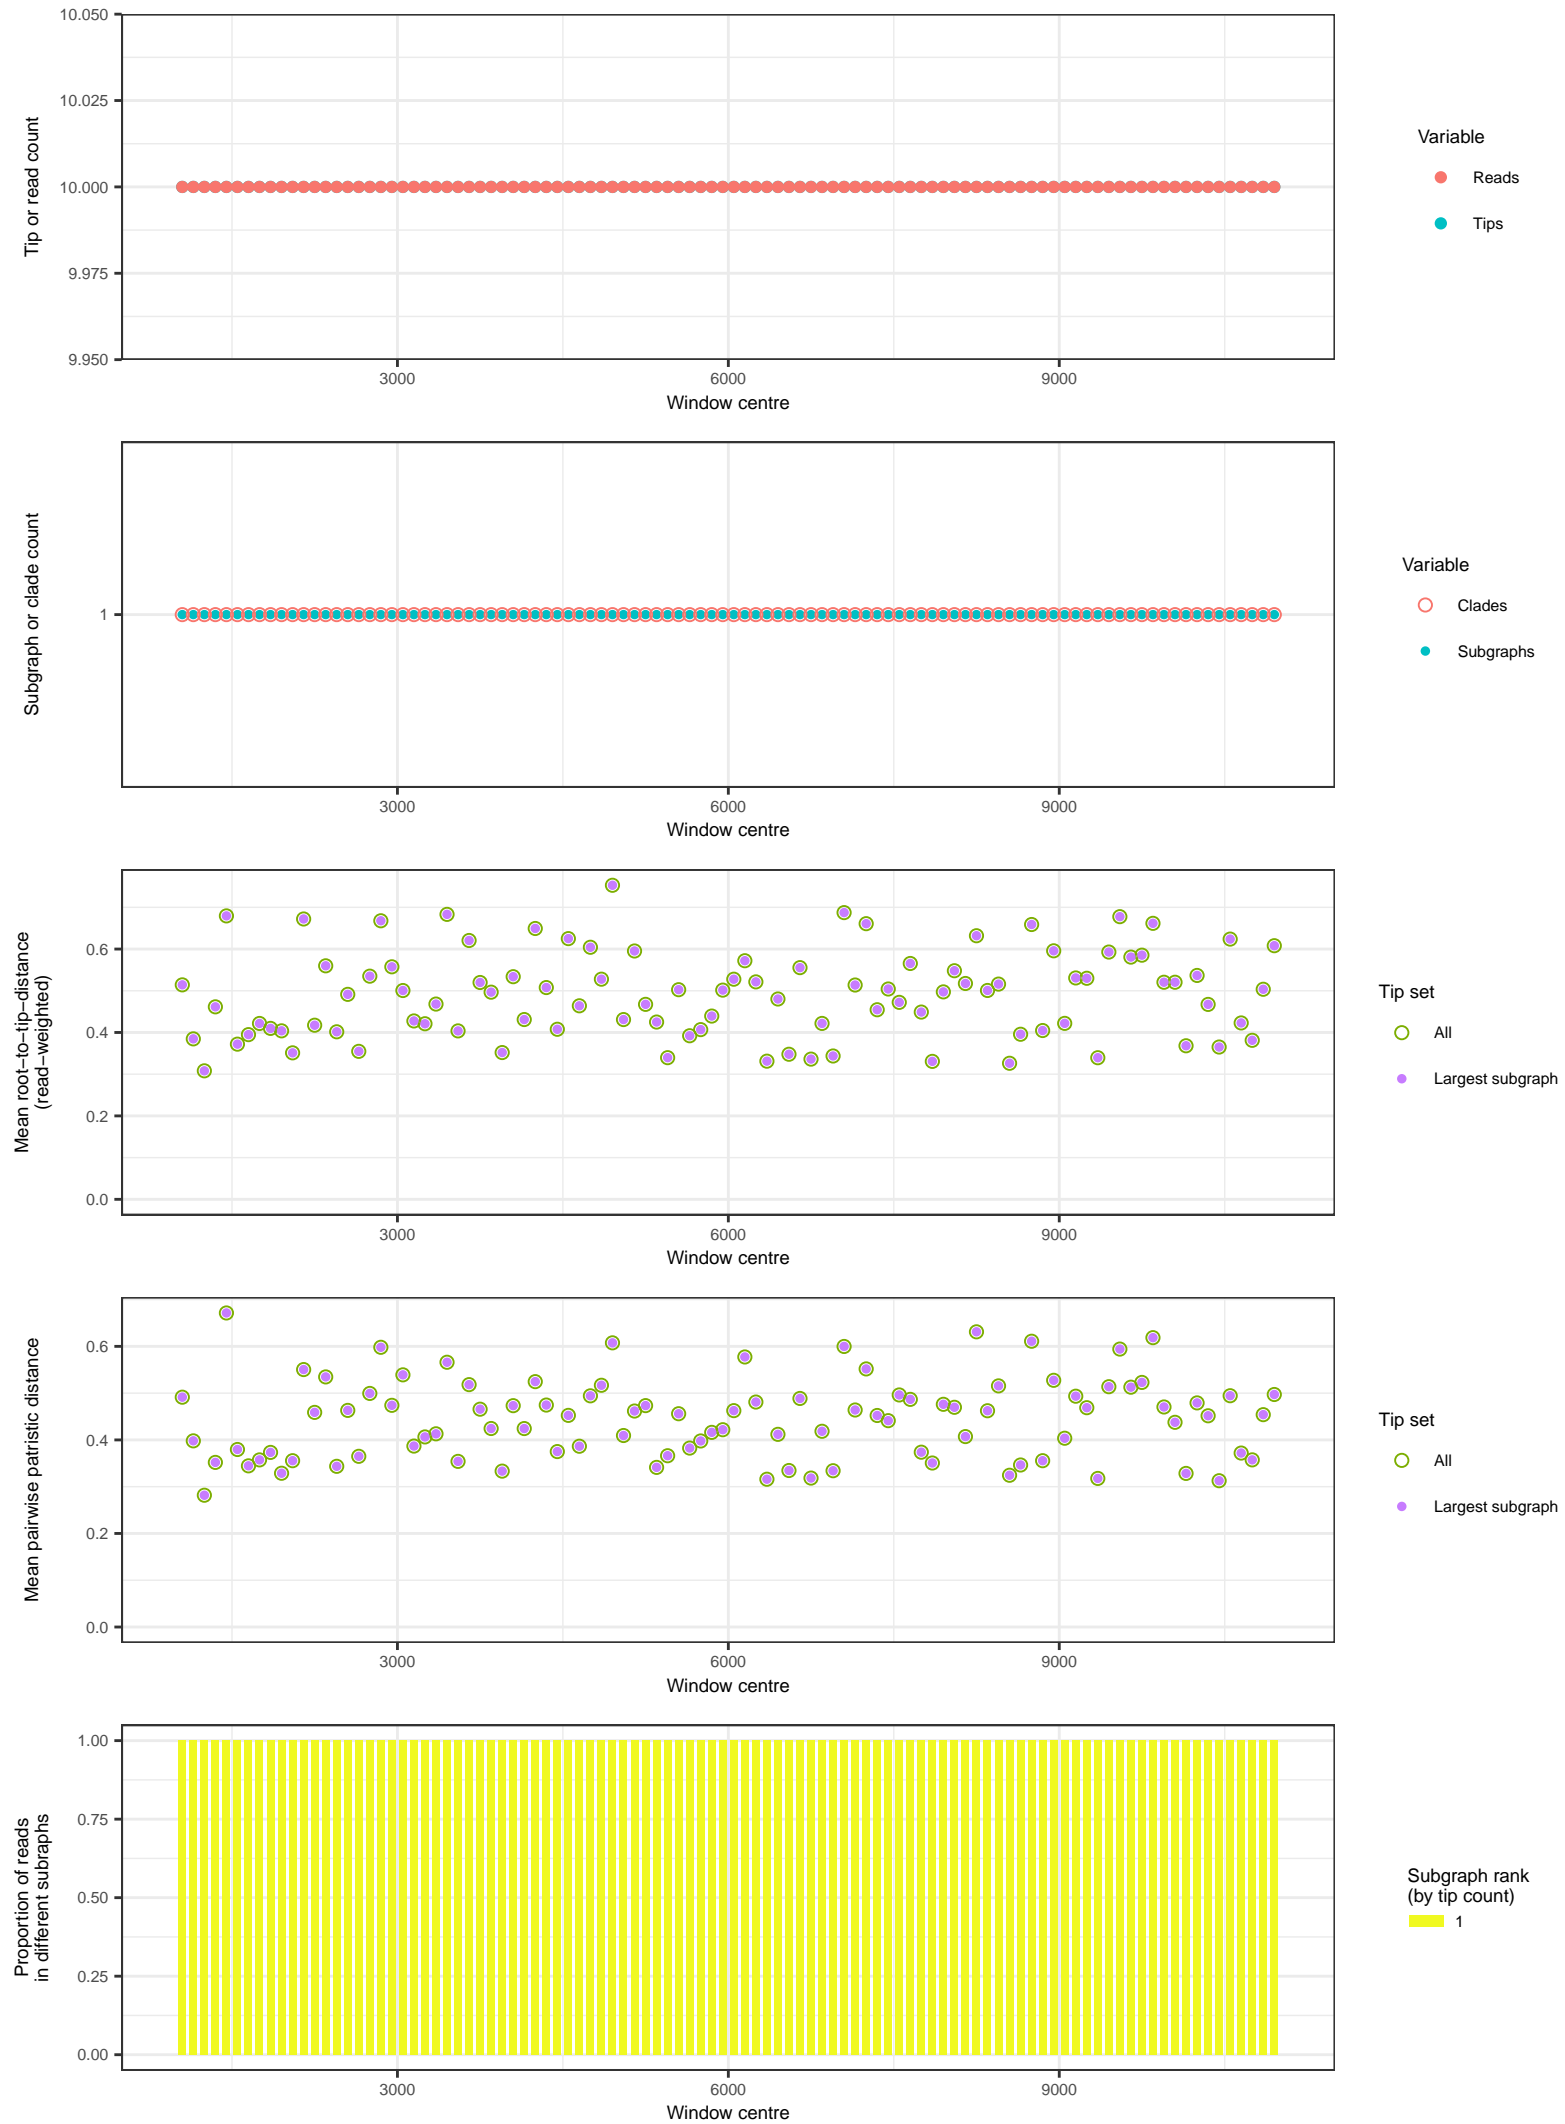 10.050
10.025
10.000
9.975
9.950
Tip or read count
3000
6000
9000
Window centre
Variable
Reads
Tips
1
Subgraph or clade count
3000
6000
9000
Window centre
Variable
Clades
Subgraphs
0.6
0.4
0.2
0.0
Mean root−to−tip−distance
(read−weighted)
3000
6000
9000
Window centre
Tip set
All
Largest subgraph
0.6
0.4
0.2
0.0
Mean pairwise patristic distance
3000
6000
9000
Window centre
Tip set
All
Largest subgraph
1.00
0.75
0.50
0.25
0.00
Proportion of reads
in different subraphs
3000
6000
9000
Window centre
Subgraph rank
(by tip count)
1